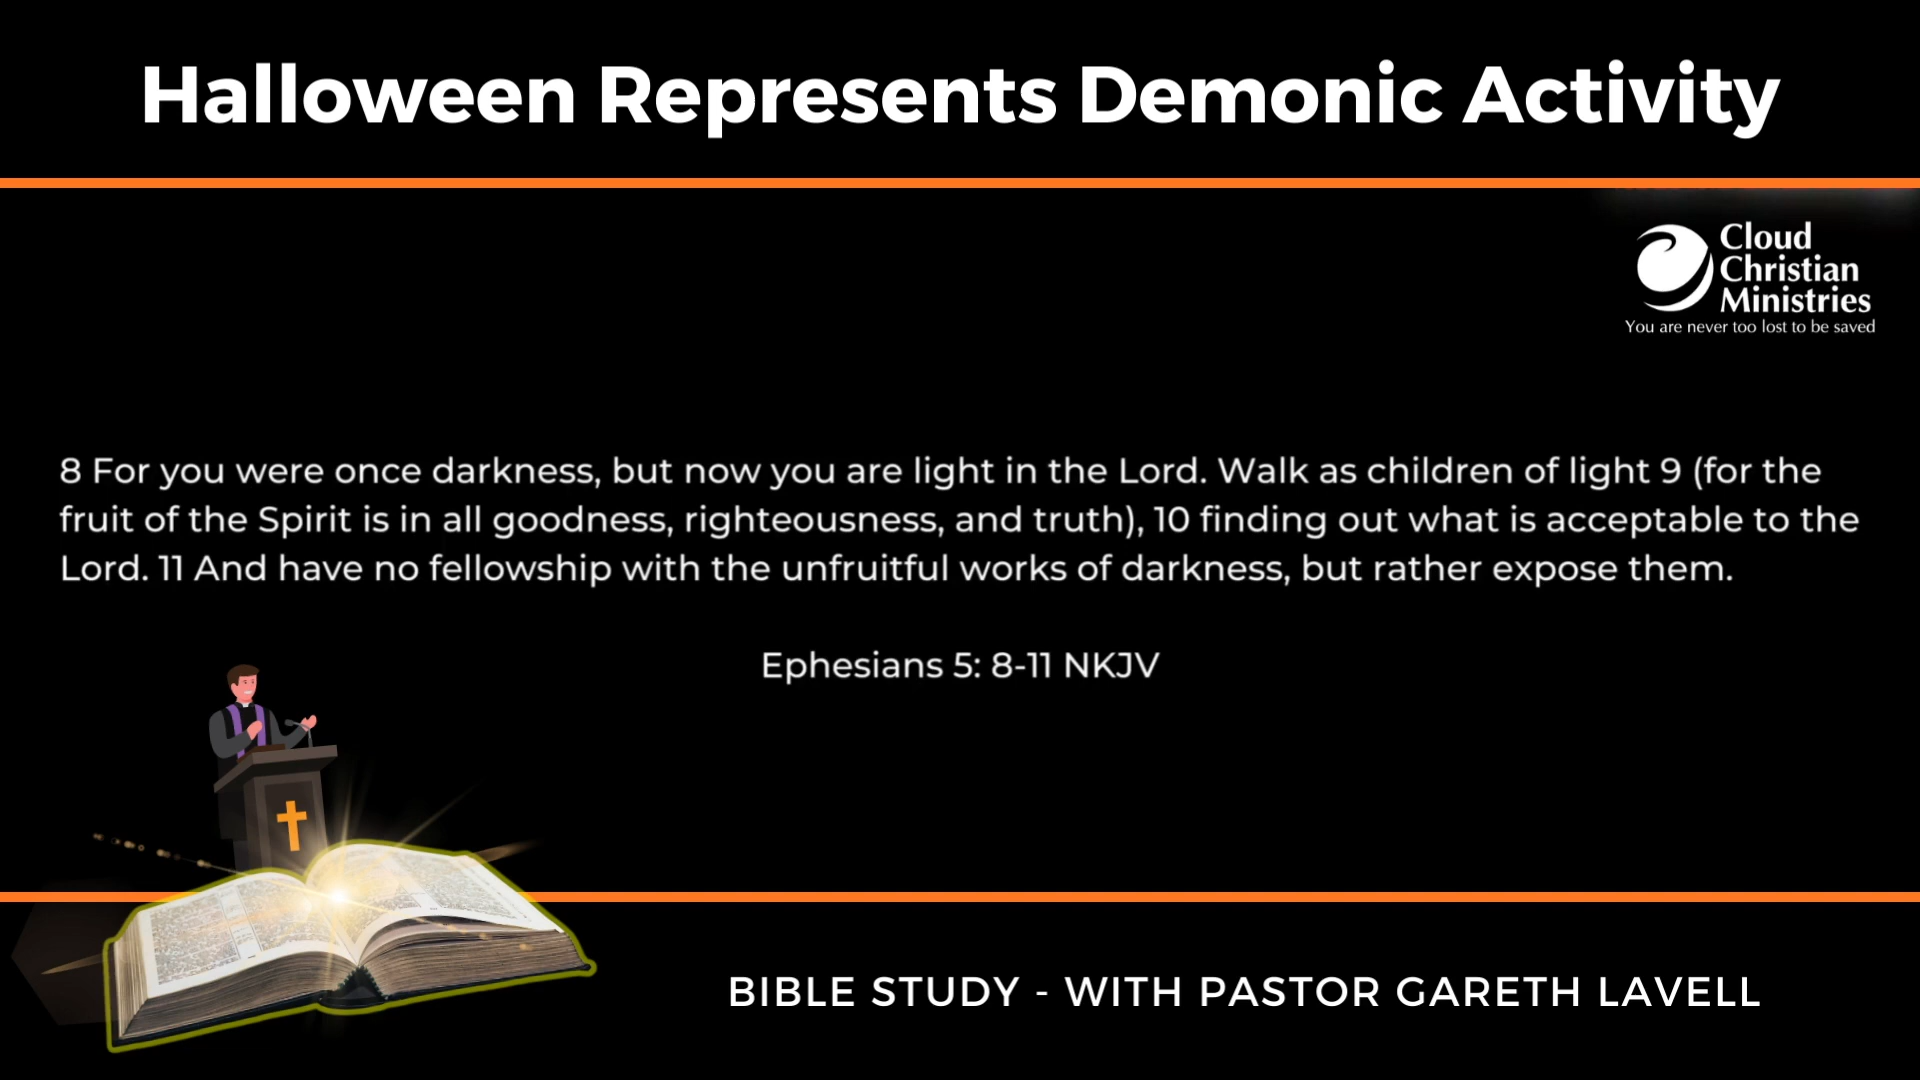 Halloween Represents Demonic Activity
Cloud
Christian
Ministries
You are never too lost to be saved
8 For you were once darkness, but now you are light in the Lord. Walk as children of light 9 (for the
fruit of the Spirit is in all goodness, righteousness, and truth), 10 finding out what is acceptable to the
Lord. 11 And have no fellowship with the unfruitful works of darkness, but rather expose them.
Ephesians 5: 8-11 NKJV
BIBLE STUDY - WITH PASTOR GARETH LAVELL